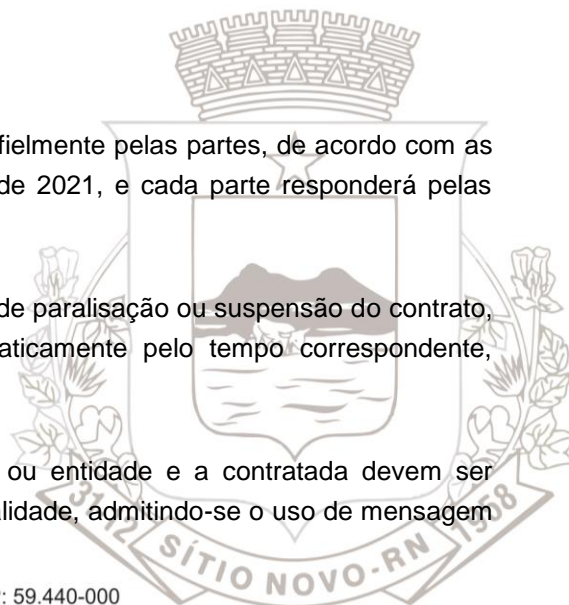 fielmente pelas partes, de acordo com as
de 2021, e cada parte responderá pelas
de paralisação ou suspensão do contrato,
aticamente pelo tempo correspondente,
ou entidade e a contratada devem ser
alidade, admitindo-se o uso de mensagem
3112 SÍTIO NOVO-RN 1958
: 59.440-000